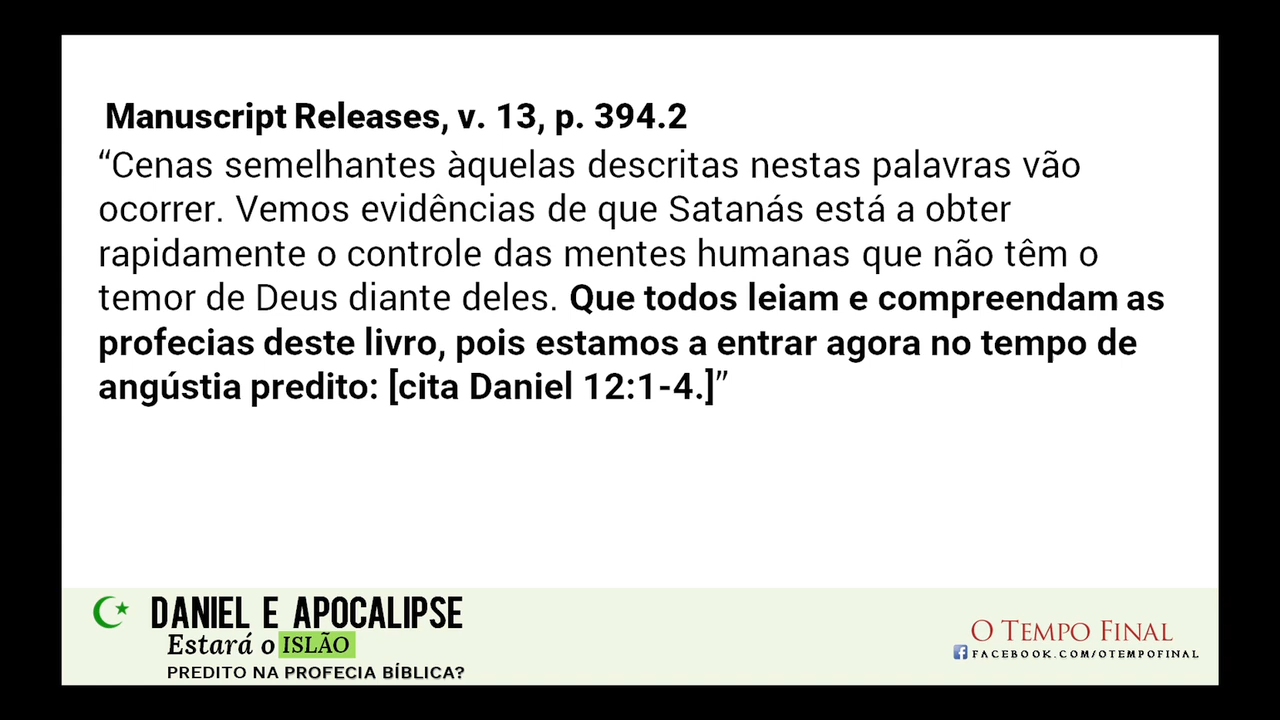 Manuscript Releases, v. 13, p. 394.2
“Cenas semelhantes àquelas descritas nestas palavras vão
ocorrer. Vemos evidências de que Satanás está a obter
rapidamente o controle das mentes humanas que não têm o
temor de Deus diante deles. Que todos leiam e compreendam as
profecias deste livro, pois estamos a entrar agora no tempo de
angústia predito: [cita Daniel 12:1-4.]”
DANIEL E APOCALIPSE
Estará o ISLÃO
PREDITO NA PROFECIA BÍBLICA?
O TEMPO FINAL
FACEBOOK.COM/OTEMPOFINAL